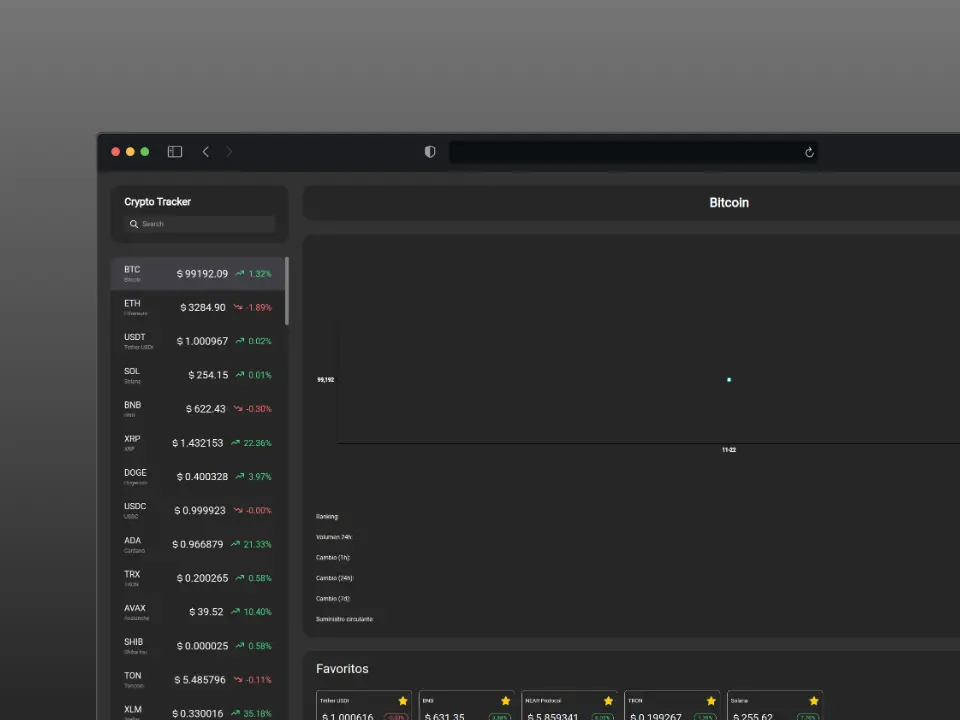 Crypto Tracker
Search
Bitcoin
BTC $ 99192.09 1.32%
Bitcoin
ETH $ 3284.90 -1.89%
Ethereum
USDT $ 1.000967 0.02%
Tether USDt
SOL $ 254.15 0.01%
Solana
BNB $ 622.43 -0.30%
BNB
XRP $ 1.432153 22.36%
XRP
DOGE $ 0.400328 3.97%
Dogecoin
USDC $ 0.999923 -0.00%
USDC
ADA $ 0.966879 21.33%
Cardano
TRX $ 0.200265 0.58%
TRON
AVAX $ 39.52 10.40%
Avalanche
SHIB $ 0.000025 0.58%
Shiba Inu
TON $ 5.485796 -0.11%
Toncoin
XLM $ 0.330016 35.18%
99,192
11-22
Ranking:
Volumen 24h:
Cambio (1h):
Cambio (24h):
Cambio (7d):
Suministro circulante:
Favoritos
Tether USDt BNB NEAR Protocol TRON Solana
$ 1.000616 $ 631.35 $ 5.859341 $ 0.199267 $ 255.62